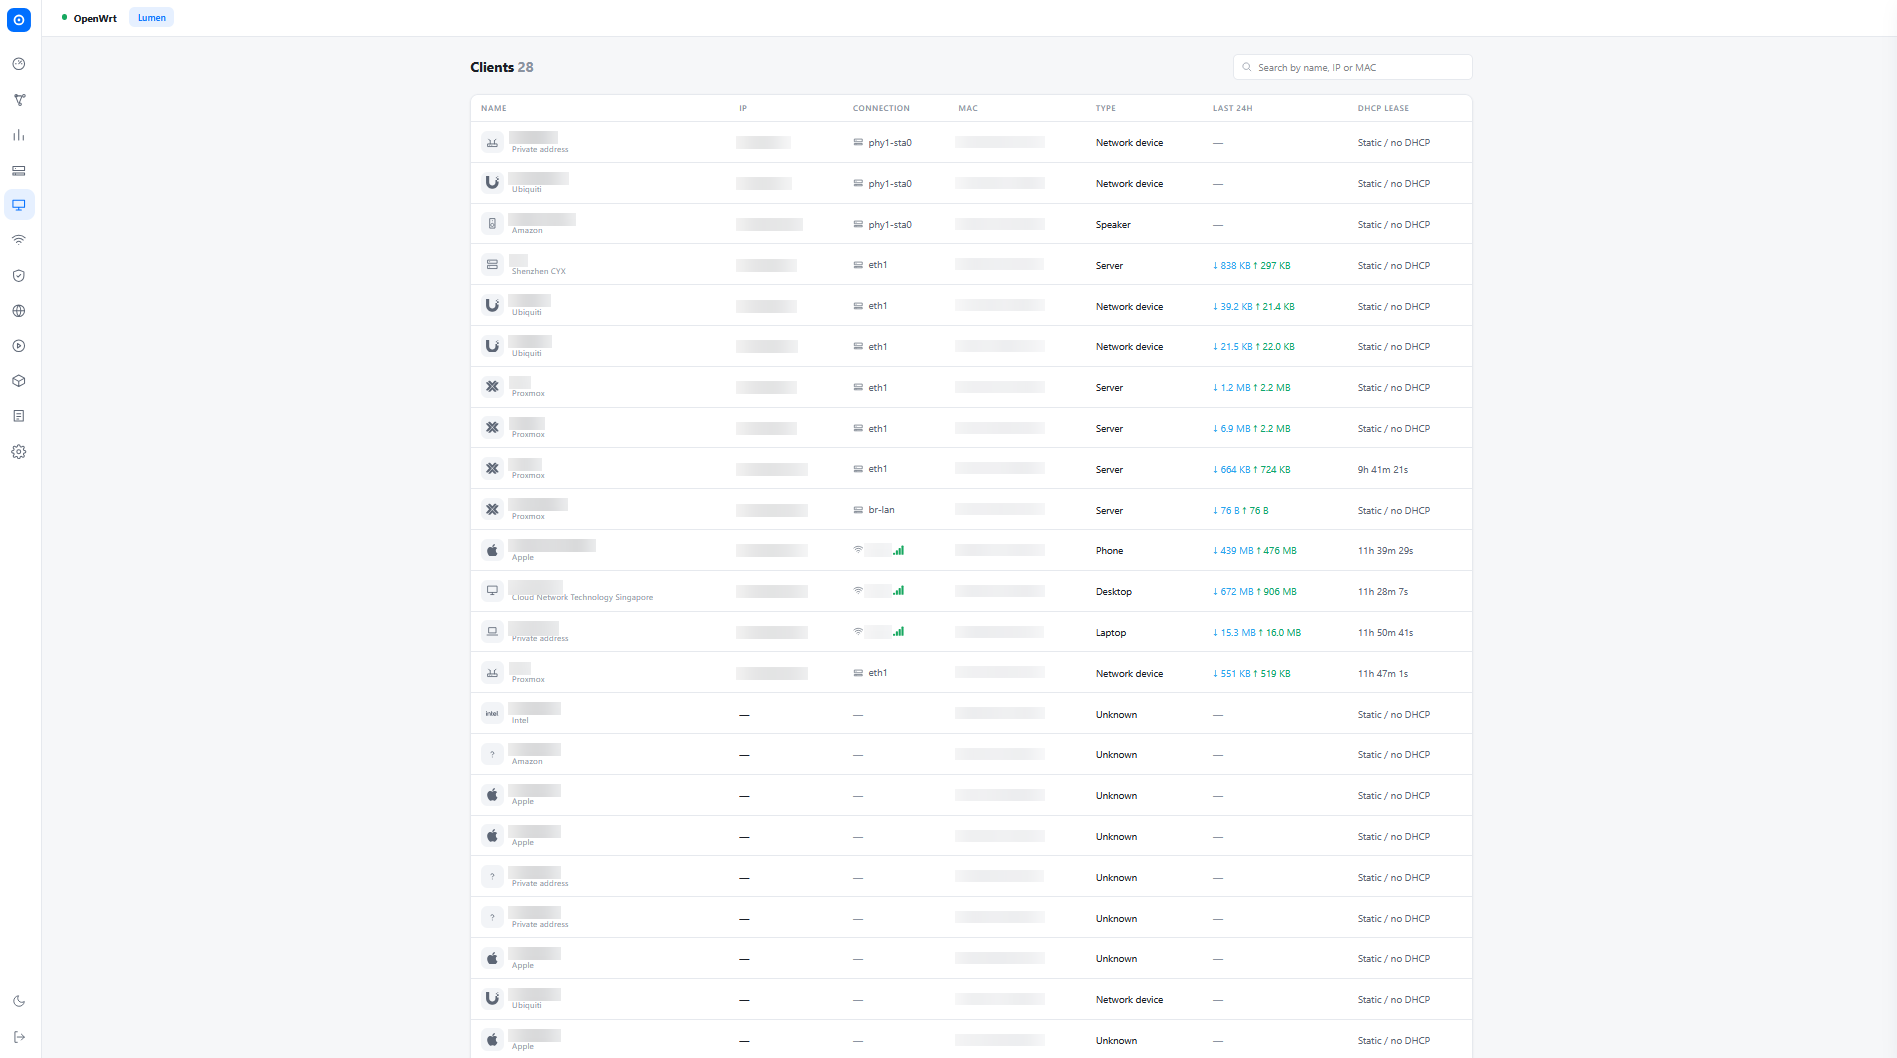 OpenWrt Lumen
Clients 28
Search by name, IP or MAC
NAME IP CONNECTION MAC TYPE LAST 24H DHCP LEASE
phy1-sta0 Network device — Static / no DHCP
Private address
phy1-sta0 Network device — Static / no DHCP
Ubiquiti
phy1-sta0 Speaker — Static / no DHCP
Amazon
eth1 Server ↓ 838 KB ↑ 297 KB Static / no DHCP
Shenzhen CYX
eth1 Network device ↓ 39.2 KB ↑ 21.4 KB Static / no DHCP
Ubiquiti
eth1 Network device ↓ 21.5 KB ↑ 22.0 KB Static / no DHCP
Ubiquiti
eth1 Server ↓ 1.2 MB ↑ 2.2 MB Static / no DHCP
Proxmox
eth1 Server ↓ 6.9 MB ↑ 2.2 MB Static / no DHCP
Proxmox
eth1 Server ↓ 664 KB ↑ 724 KB 9h 41m 21s
Proxmox
br-lan Server ↓ 76 B ↑ 76 B Static / no DHCP
Proxmox
Phone ↓ 439 MB ↑ 476 MB 11h 39m 29s
Apple
Desktop ↓ 672 MB ↑ 906 MB 11h 28m 7s
Cloud Network Technology Singapore
Laptop ↓ 15.3 MB ↑ 16.0 MB 11h 50m 41s
Private address
eth1 Network device ↓ 551 KB ↑ 519 KB 11h 47m 1s
Proxmox
intel — — Unknown — Static / no DHCP
Intel
? — — Unknown — Static / no DHCP
Amazon
— — Unknown — Static / no DHCP
Apple
— — Unknown — Static / no DHCP
Apple
? — — Unknown — Static / no DHCP
Private address
? — — Unknown — Static / no DHCP
Private address
— — Unknown — Static / no DHCP
Apple
— — Network device — Static / no DHCP
Ubiquiti
— — Unknown — Static / no DHCP
Apple